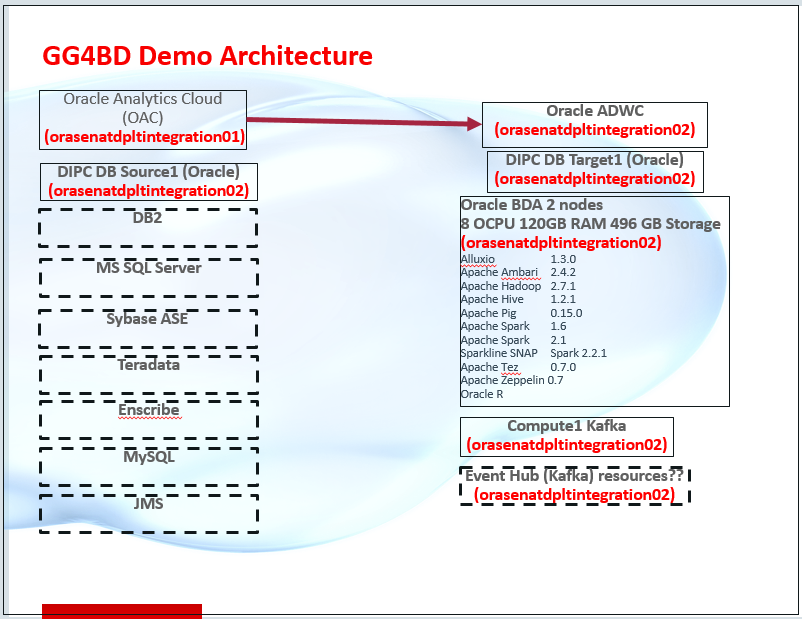 GG4BD Demo Architecture
Oracle Analytics Cloud
(OAC)
(orasenatdpltintegration01)
DIPC DB Source1 (Oracle)
(orasenatdpltintegration02)
DB2
MS SQL Server
Sybase ASE
Teradata
Enscribe
MySQL
JMS
Oracle ADWC
(orasenatdpltintegration02)
DIPC DB Target1 (Oracle)
(orasenatdpltintegration02)
Oracle BDA 2 nodes
8 OCPU 120GB RAM 496 GB Storage
(orasenatdpltintegration02)
Alluxio 1.3.0
Apache Ambari 2.4.2
Apache Hadoop 2.7.1
Apache Hive 1.2.1
Apache Pig 0.15.0
Apache Spark 1.6
Apache Spark 2.1
Sparkline SNAP Spark 2.2.1
Apache Tez 0.7.0
Apache Zeppelin 0.7
Oracle R
Compute1 Kafka
(orasenatdpltintegration02)
Event Hub (Kafka) resources??
(orasenatdpltintegration02)